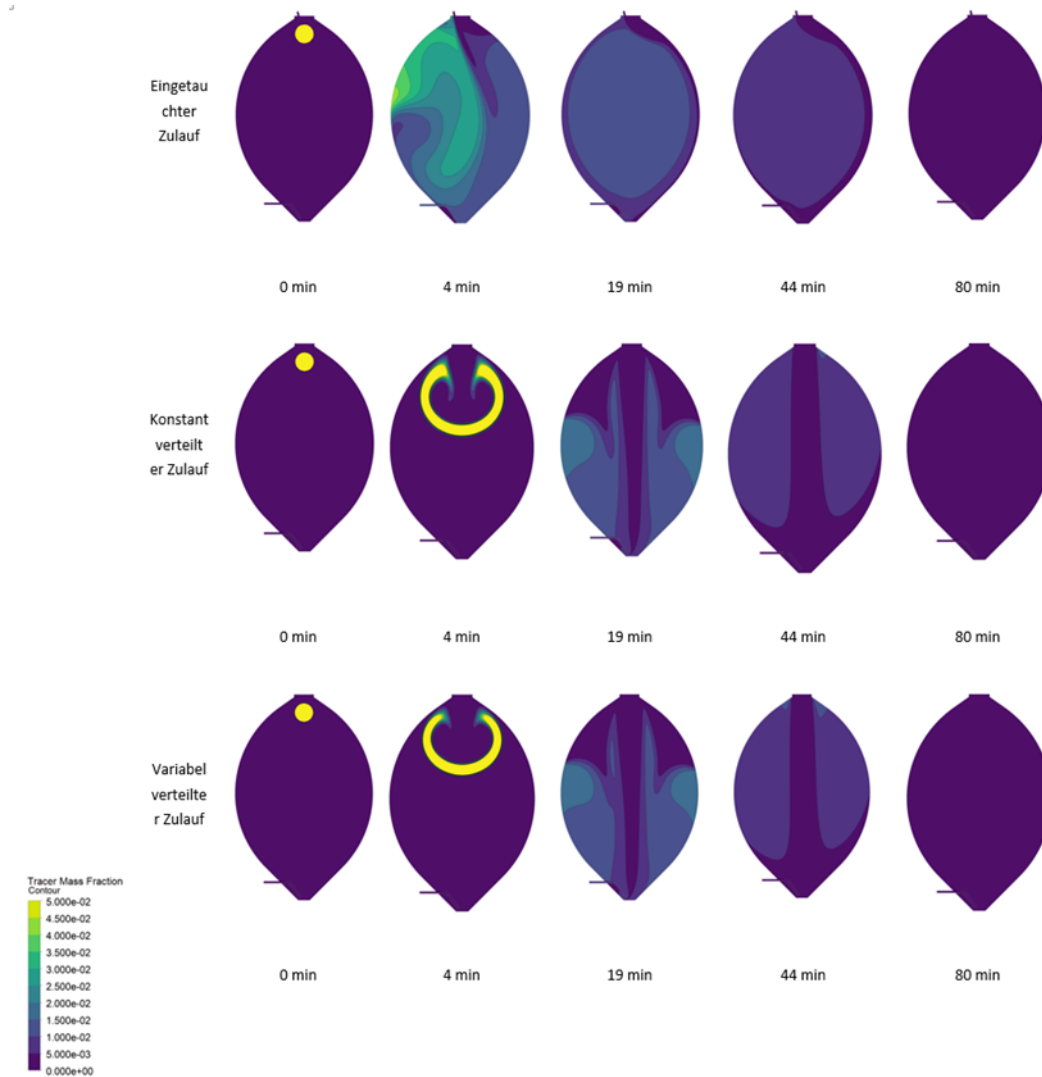 Eingetau
chter
Zulauf
0 min 4 min 19 min 44 min 80 min
Konstant
verteilt
er Zulauf
0 min 4 min 19 min 44 min 80 min
Variabel
verteilte
r Zulauf
Tracer Mass Fraction
Contour
5.000e-02
4.500e-02
4.000e-02
3.500e-02
3.000e-02
2.500e-02
2.000e-02
1.500e-02
1.000e-02
5.000e-03
0.000e+00
0 min 4 min 19 min 44 min 80 min